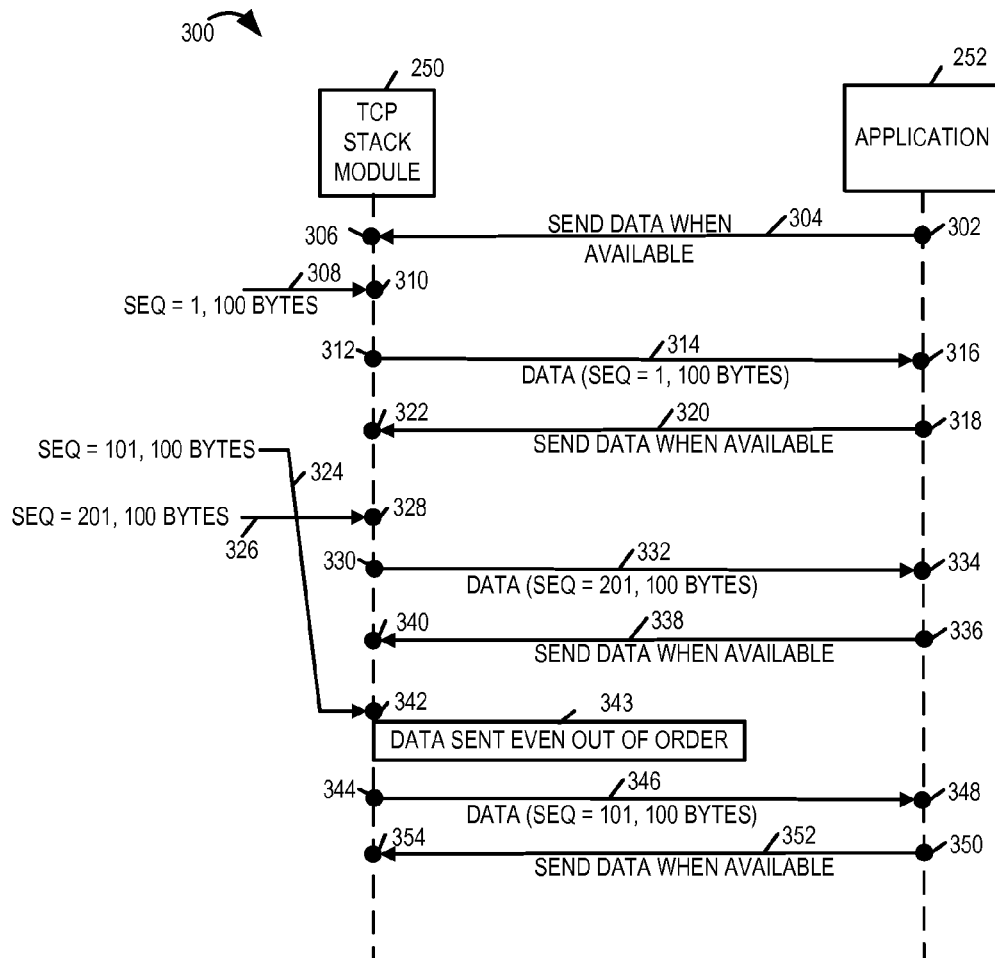 300
250
252
TCP
STACK
MODULE
APPLICATION
SEND DATA WHEN
AVAILABLE
304
302
306
308
310
SEQ = 1, 100 BYTES
312
314
316
DATA (SEQ = 1, 100 BYTES)
322
320
318
SEND DATA WHEN AVAILABLE
SEQ = 101, 100 BYTES
324
SEQ = 201, 100 BYTES
326
328
330
332
334
DATA (SEQ = 201, 100 BYTES)
340
338
336
SEND DATA WHEN AVAILABLE
342
343
DATA SENT EVEN OUT OF ORDER
344
346
348
DATA (SEQ = 101, 100 BYTES)
354
352
350
SEND DATA WHEN AVAILABLE